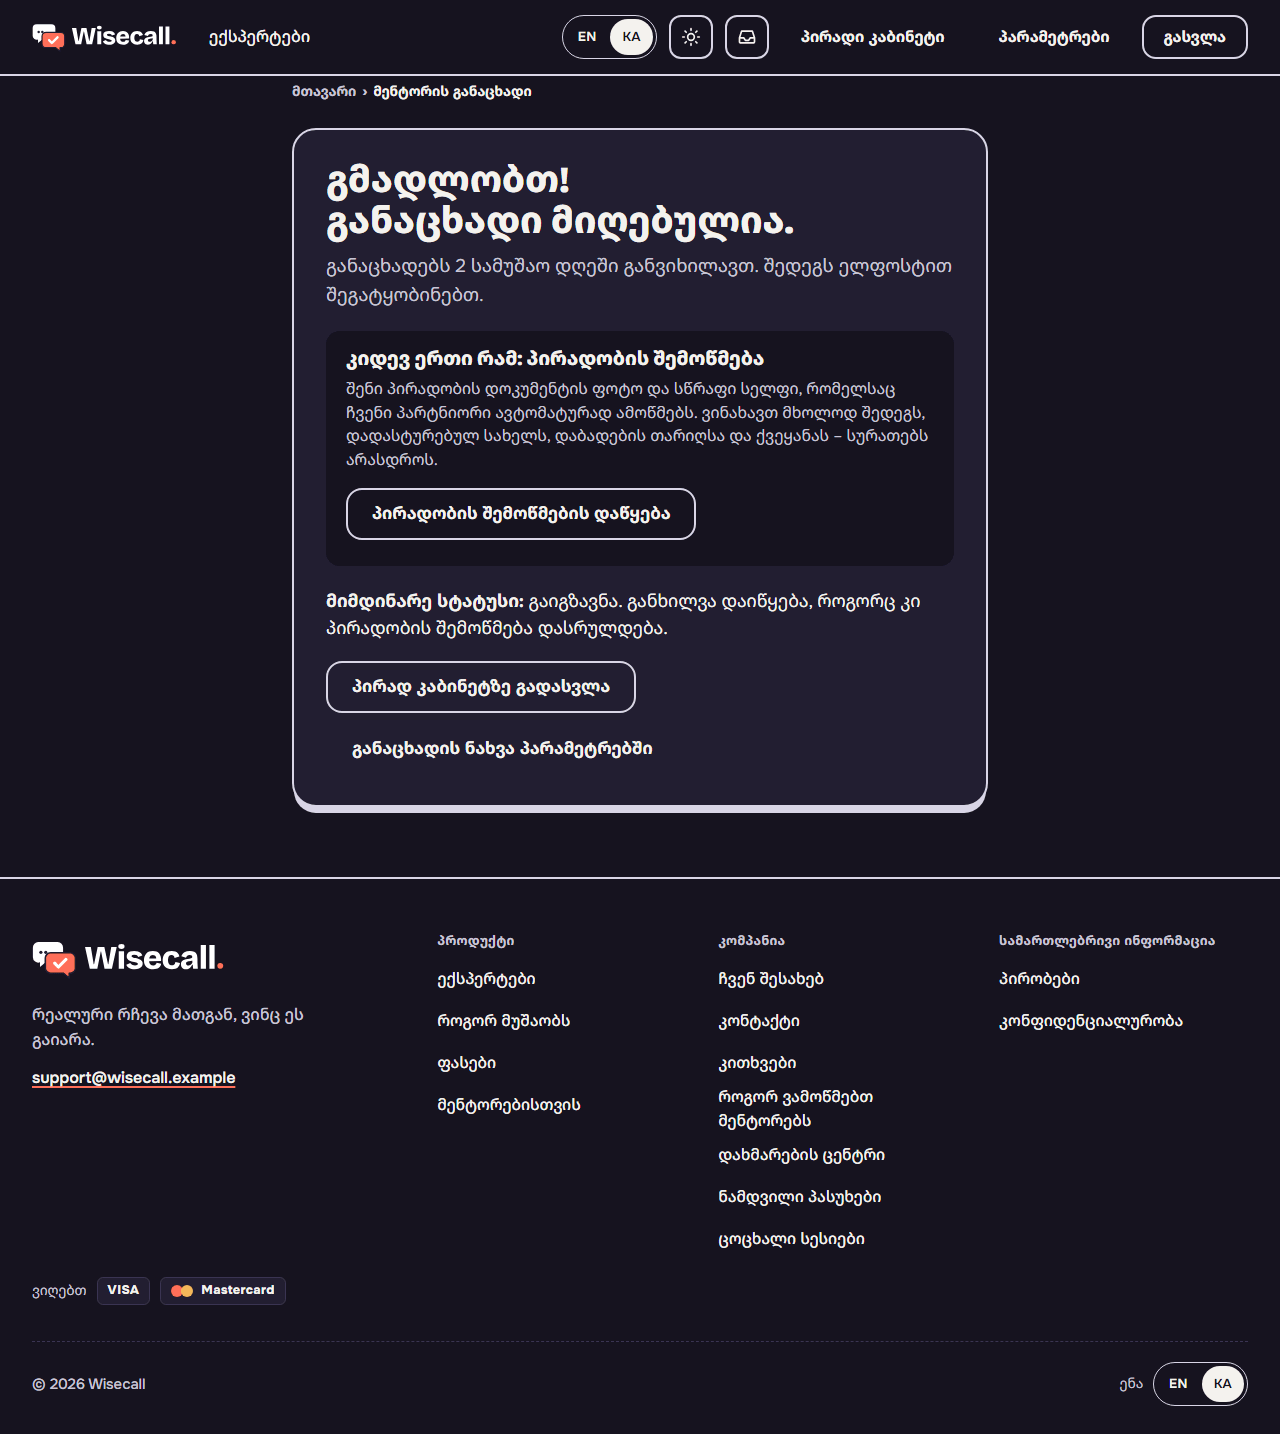 Wisecall.
ექსპერტები
EN KA
პირადი კაბინეტი
პარამეტრები
გასვლა
მთავარი › მენტორის განაცხადი
გმადლობთ!
განაცხადი მიღებულია.
განაცხადებს 2 სამუშაო დღეში განვიხილავთ. შედეგს ელფოსტით
შეგატყობინებთ.
კიდევ ერთი რამ: პირადობის შემოწმება
შენი პირადობის დოკუმენტის ფოტო და სწრაფი სელფი, რომელსაც
ჩვენი პარტნიორი ავტომატურად ამოწმებს. ვინახავთ მხოლოდ შედეგს,
დადასტურებულ სახელს, დაბადების თარიღსა და ქვეყანას – სურათებს
არასდროს.
პირადობის შემოწმების დაწყება
მიმდინარე სტატუსი: გაიგზავნა. განხილვა დაიწყება, როგორც კი
პირადობის შემოწმება დასრულდება.
პირად კაბინეტზე გადასვლა
განაცხადის ნახვა პარამეტრებში
Wisecall.
რეალური რჩევა მათგან, ვინც ეს
გაიარა.
support@wisecall.example
პროდუქტი
ექსპერტები
როგორ მუშაობს
ფასები
მენტორებისთვის
კომპანია
ჩვენ შესახებ
კონტაქტი
კითხვები
როგორ ვამოწმებთ
მენტორებს
დახმარების ცენტრი
ნამდვილი პასუხები
ცოცხალი სესიები
სამართლებრივი ინფორმაცია
პირობები
კონფიდენციალურობა
ვიღებთ VISA Mastercard
© 2026 Wisecall
ენა EN KA